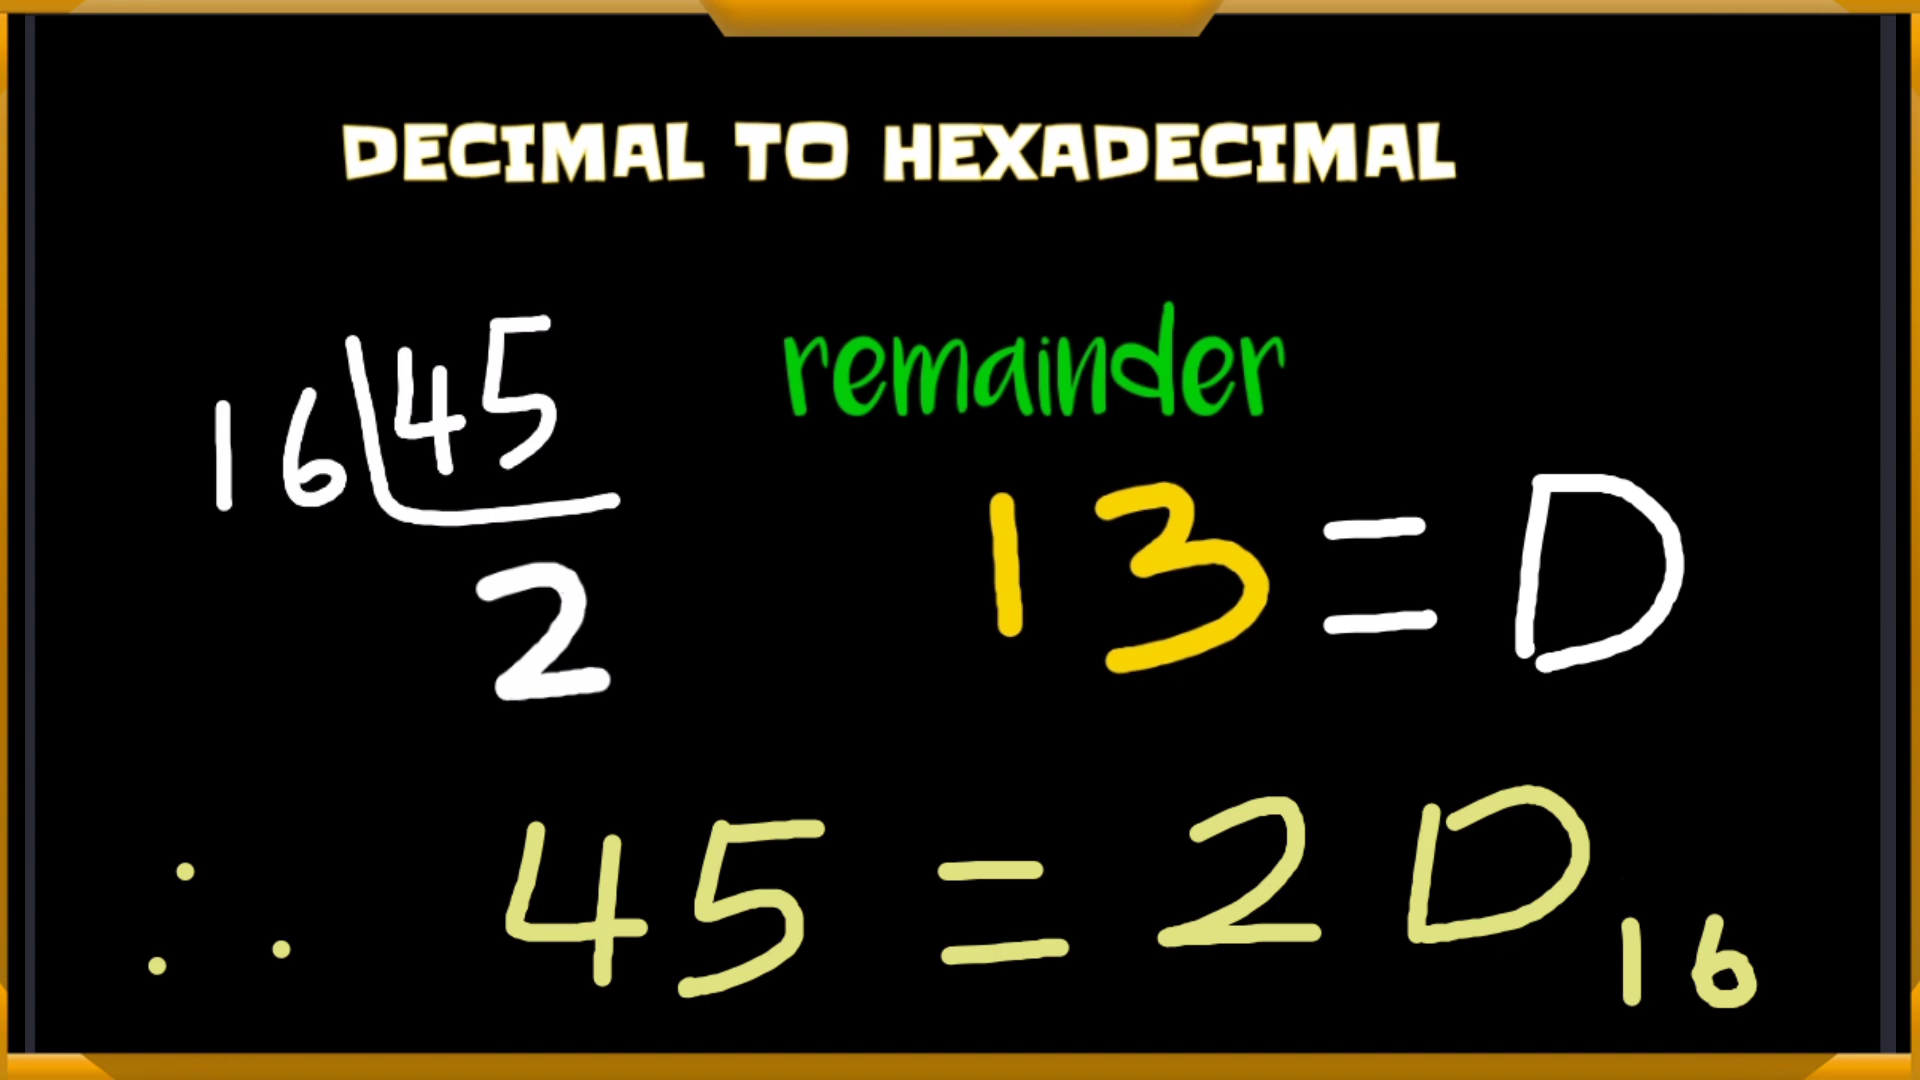 DECIMAL TO HEXADECIMAL
16 45 remainder
2 13 = D
∴ 45 = 2D₁₆